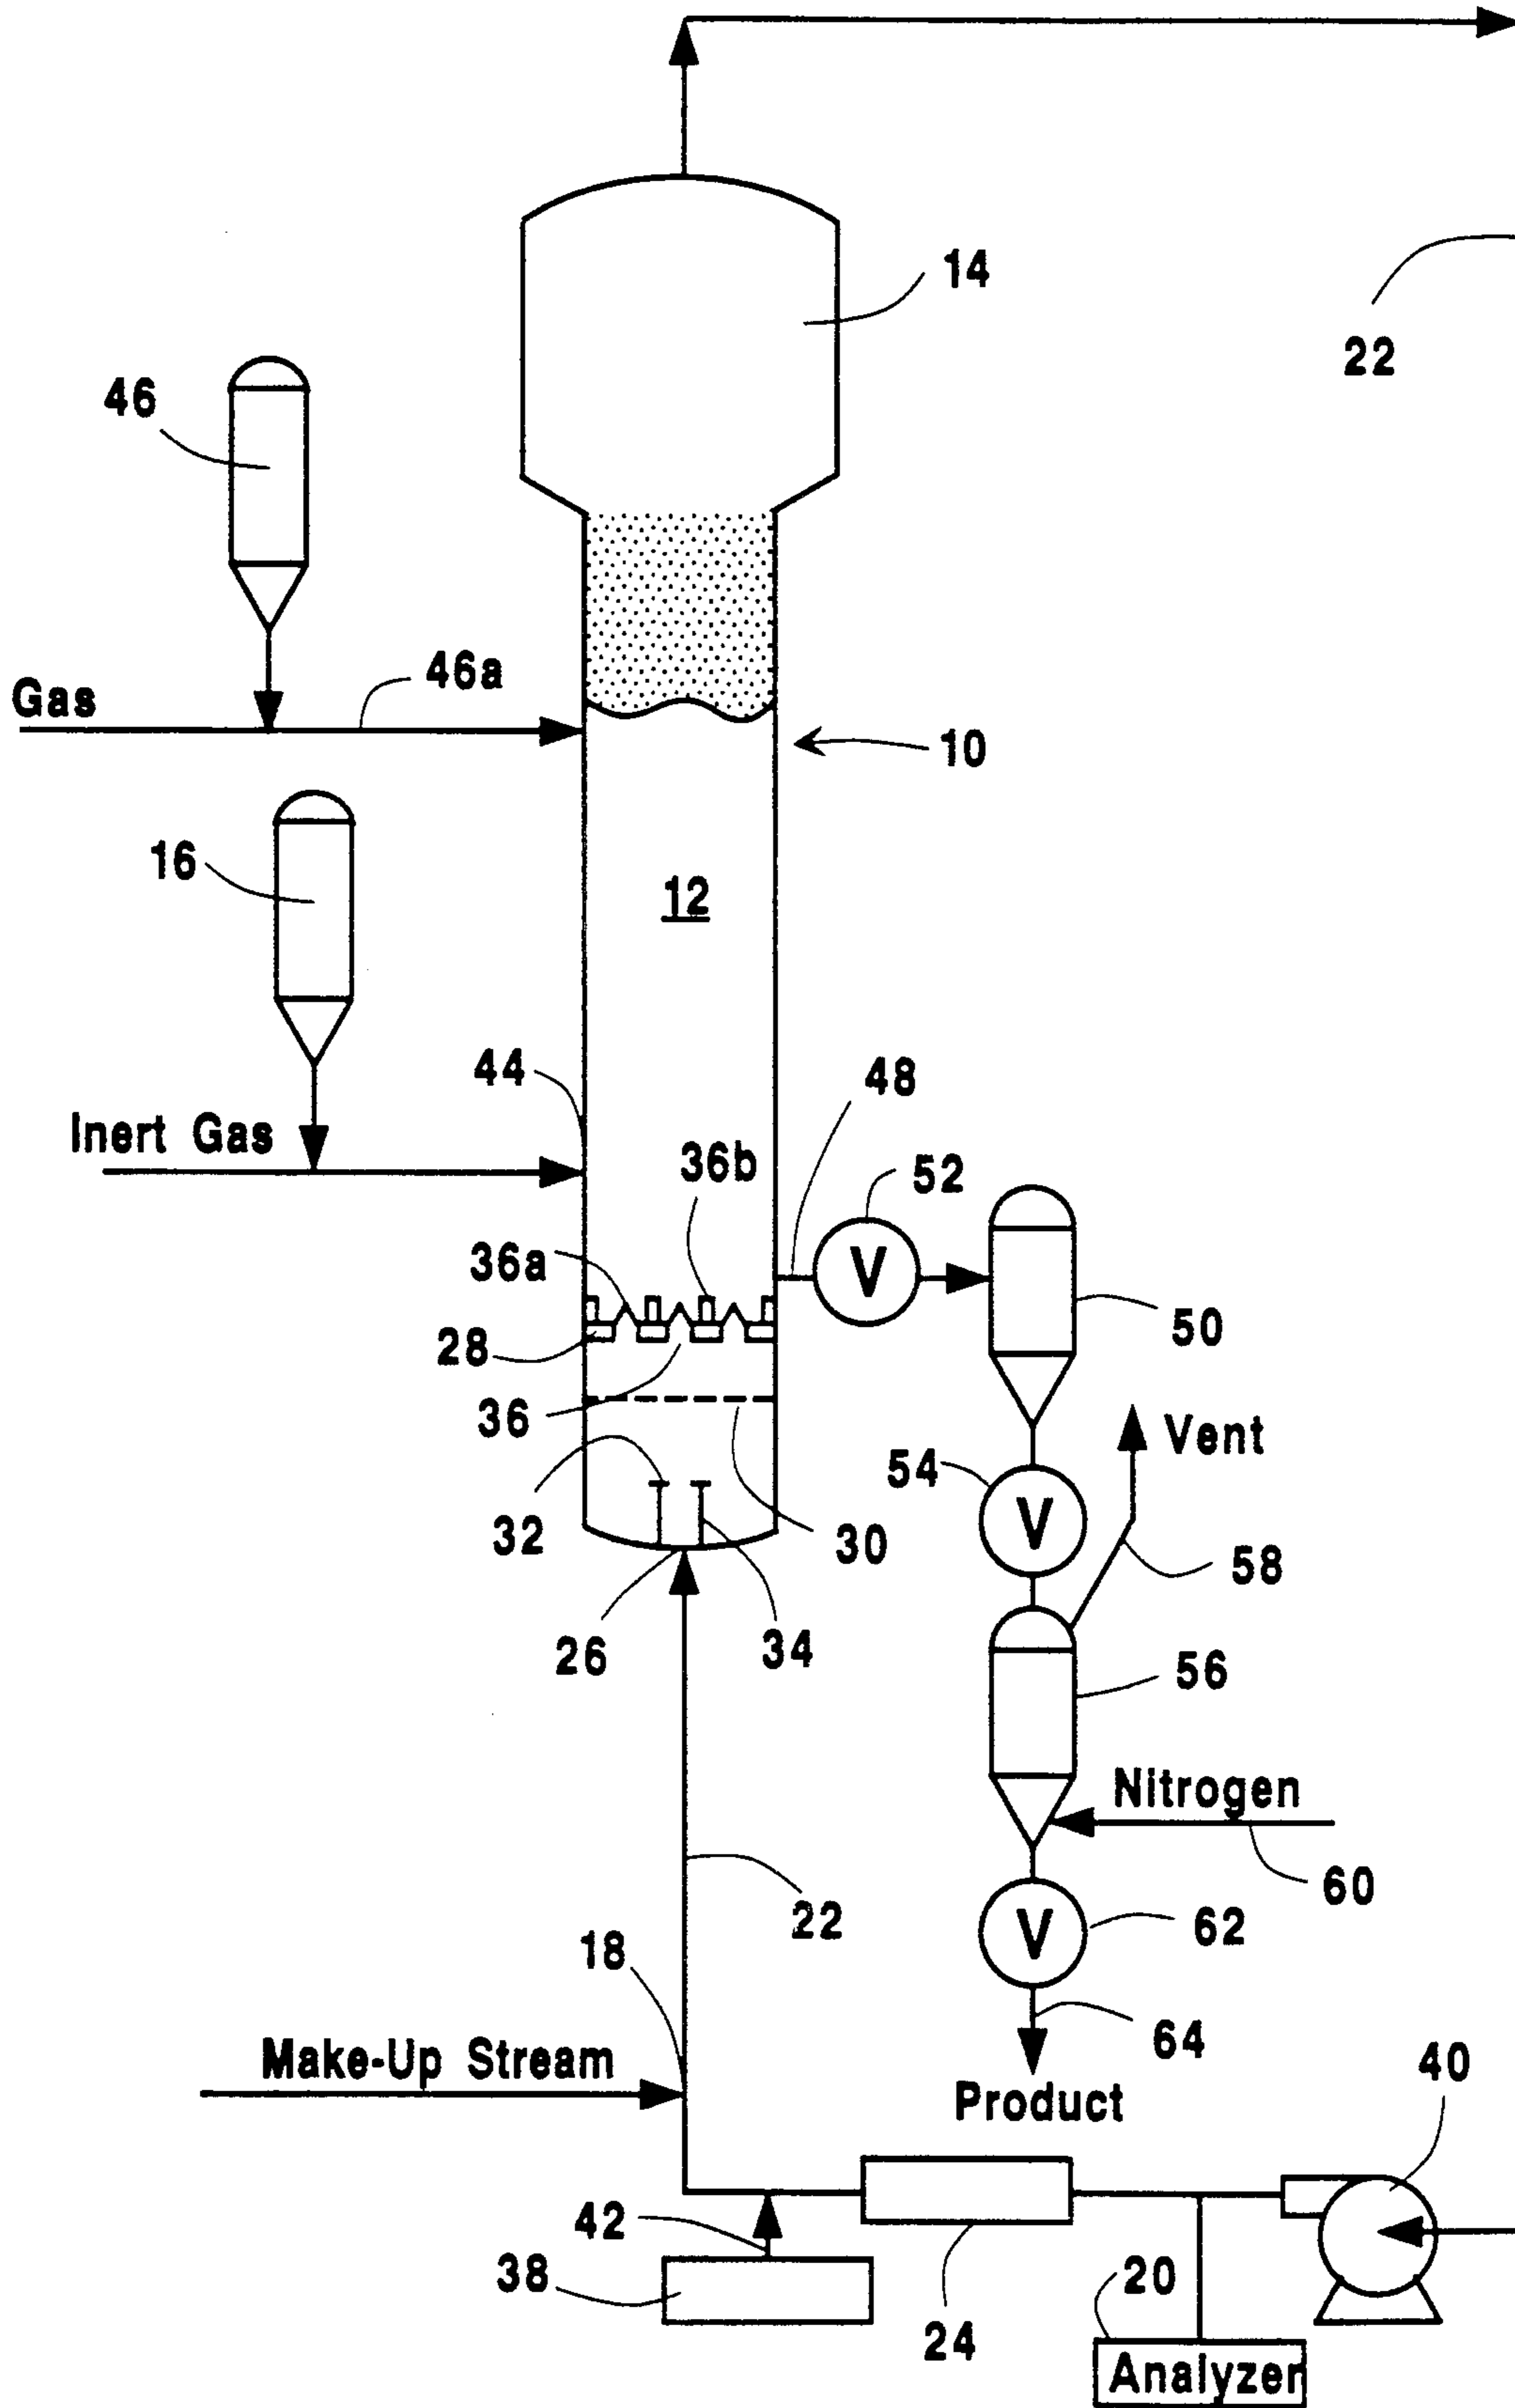 14
22
46
46a
Gas
10
16
12
44
48
Inert Gas
36b
52
36a
50
28
36
Vent
54
32
30
58
26
34
56
Nitrogen
60
22
62
18
64
Make-Up Stream
40
Product
42
20
38
24
Analyzer
V
V
V